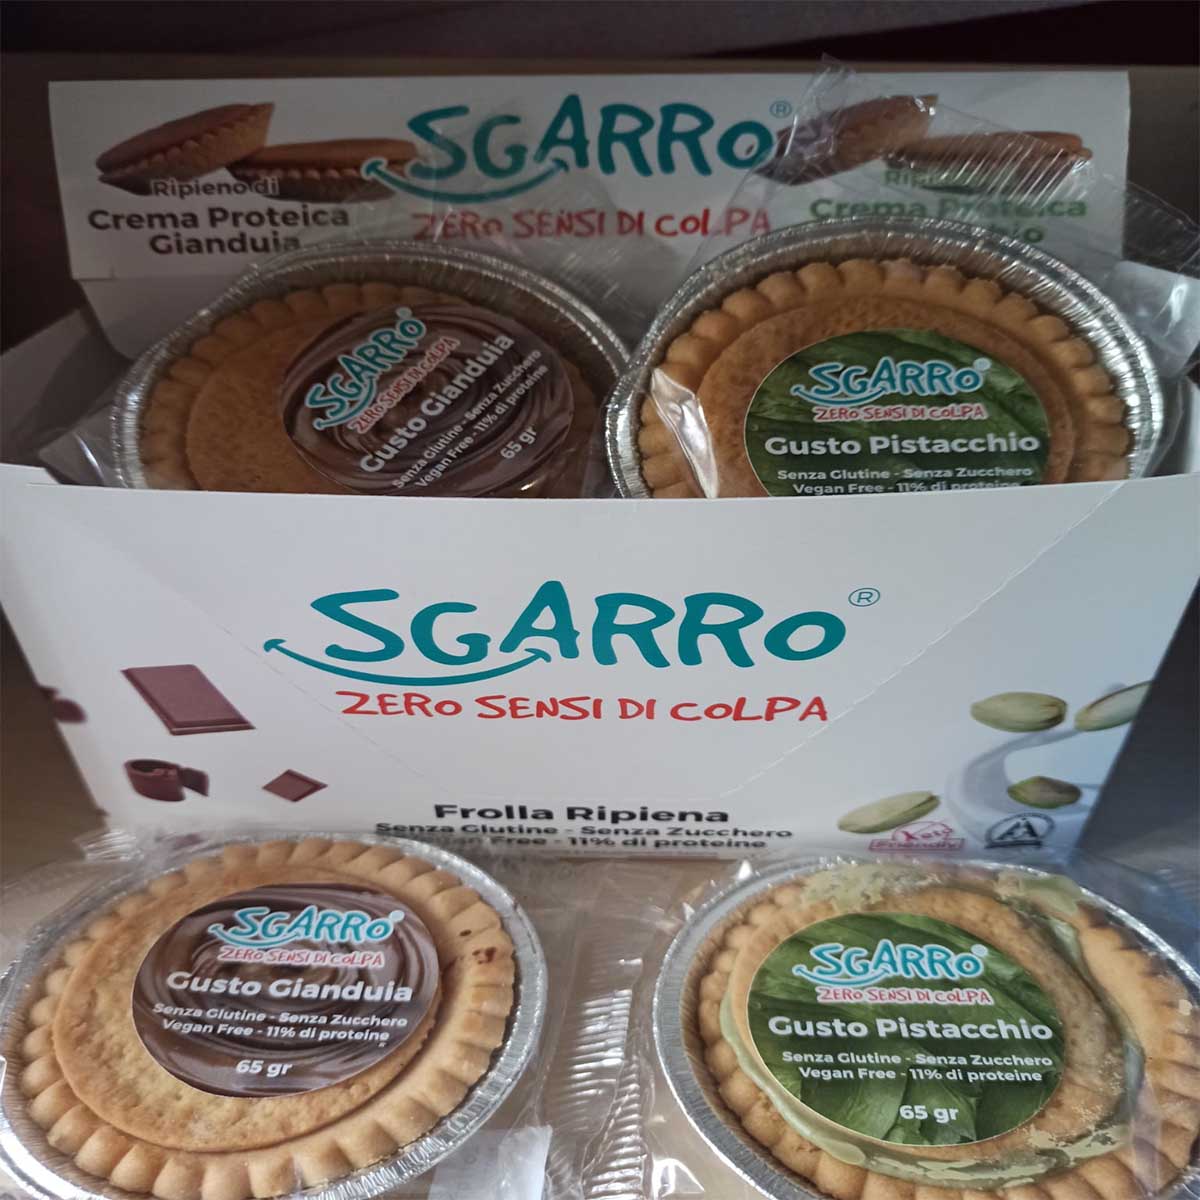 SGARRO®
ZERO SENSI DI COLPA
Ripieno di
Crema Proteica
Gianduia
Crema Proteica
SGARRO®
ZERO SENSI DI COLPA
Gusto Gianduia
Senza Glutine - Senza Zucchero
Vegan Free - 11% di proteine
65 gr
SGARRO®
ZERO SENSI DI COLPA
Gusto Pistacchio
Senza Glutine - Senza Zucchero
Vegan Free - 11% di proteine
SGARRO®
ZERO SENSI DI COLPA
Frolla Ripiena
Senza Glutine - Senza Zucchero
Vegan Free - 11% di proteine
Keto
Friendly
SGARRO®
ZERO SENSI DI COLPA
Gusto Gianduia
Senza Glutine - Senza Zucchero
Vegan Free - 11% di proteine
65 gr
SGARRO®
ZERO SENSI DI COLPA
Gusto Pistacchio
Senza Glutine - Senza Zucchero
Vegan Free - 11% di proteine
65 gr